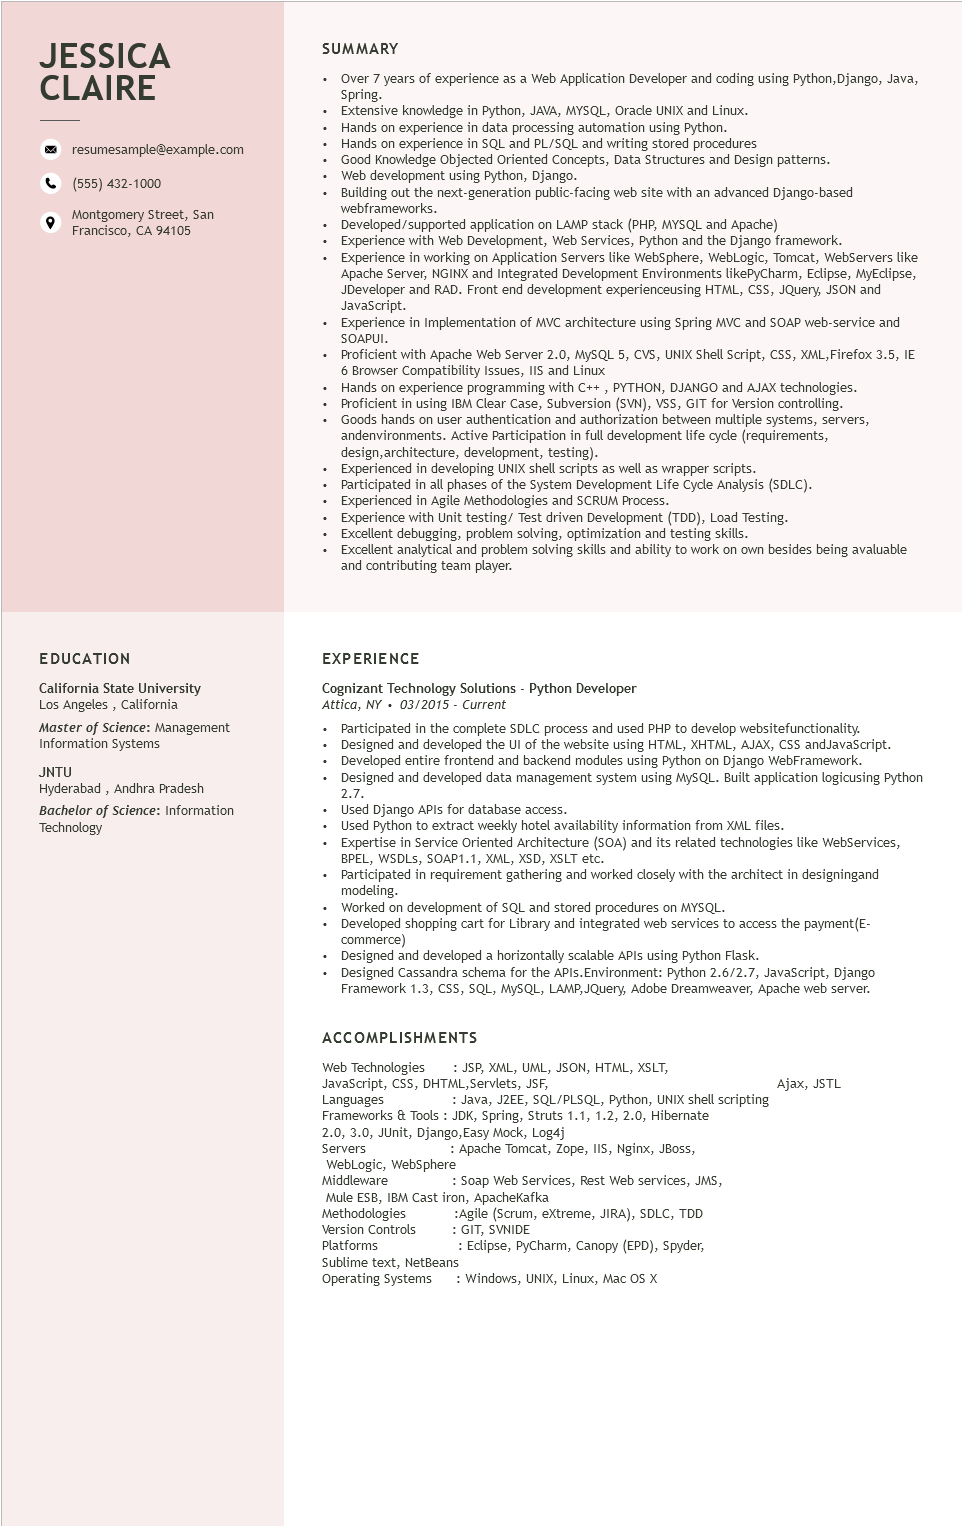 JESSICA
CLAIRE
resumesample@example.com
(555) 432-1000
Montgomery Street, San
Francisco, CA 94105
SUMMARY
• Over 7 years of experience as a Web Application Developer and coding using Python,Django, Java,
Spring.
• Extensive knowledge in Python, JAVA, MYSQL, Oracle UNIX and Linux.
• Hands on experience in data processing automation using Python.
• Hands on experience in SQL and PL/SQL and writing stored procedures
• Good Knowledge Objected Oriented Concepts, Data Structures and Design patterns.
• Web development using Python, Django.
• Building out the next-generation public-facing web site with an advanced Django-based
webframeworks.
• Developed/supported application on LAMP stack (PHP, MYSQL and Apache)
• Experience with Web Development, Web Services, Python and the Django framework.
• Experience in working on Application Servers like WebSphere, WebLogic, Tomcat, WebServers like
Apache Server, NGINX and Integrated Development Environments likePyCharm, Eclipse, MyEclipse,
JDeveloper and RAD. Front end development experienceusing HTML, CSS, JQuery, JSON and
JavaScript.
• Experience in Implementation of MVC architecture using Spring MVC and SOAP web-service and
SOAPUI.
• Proficient with Apache Web Server 2.0, MySQL 5, CVS, UNIX Shell Script, CSS, XML,Firefox 3.5, IE
6 Browser Compatibility Issues, IIS and Linux
• Hands on experience programming with C++ , PYTHON, DJANGO and AJAX technologies.
• Proficient in using IBM Clear Case, Subversion (SVN), VSS, GIT for Version controlling.
• Goods hands on user authentication and authorization between multiple systems, servers,
andenvironments. Active Participation in full development life cycle (requirements,
design,architecture, development, testing).
• Experienced in developing UNIX shell scripts as well as wrapper scripts.
• Participated in all phases of the System Development Life Cycle Analysis (SDLC).
• Experienced in Agile Methodologies and SCRUM Process.
• Experience with Unit testing/ Test driven Development (TDD), Load Testing.
• Excellent debugging, problem solving, optimization and testing skills.
• Excellent analytical and problem solving skills and ability to work on own besides being avaluable
and contributing team player.
EDUCATION
California State University
Los Angeles , California
Master of Science: Management
Information Systems
JNTU
Hyderabad , Andhra Pradesh
Bachelor of Science: Information
Technology
EXPERIENCE
Cognizant Technology Solutions - Python Developer
Attica, NY • 03/2015 - Current
• Participated in the complete SDLC process and used PHP to develop websitefunctionality.
• Designed and developed the UI of the website using HTML, XHTML, AJAX, CSS andJavaScript.
• Developed entire frontend and backend modules using Python on Django WebFramework.
• Designed and developed data management system using MySQL. Built application logicusing Python
2.7.
• Used Django APIs for database access.
• Used Python to extract weekly hotel availability information from XML files.
• Expertise in Service Oriented Architecture (SOA) and its related technologies like WebServices,
BPEL, WSDLs, SOAP1.1, XML, XSD, XSLT etc.
• Participated in requirement gathering and worked closely with the architect in designingand
modeling.
• Worked on development of SQL and stored procedures on MYSQL.
• Developed shopping cart for Library and integrated web services to access the payment(E-
commerce)
• Designed and developed a horizontally scalable APIs using Python Flask.
• Designed Cassandra schema for the APIs.Environment: Python 2.6/2.7, JavaScript, Django
Framework 1.3, CSS, SQL, MySQL, LAMP,JQuery, Adobe Dreamweaver, Apache web server.
ACCOMPLISHMENTS
Web Technologies : JSP, XML, UML, JSON, HTML, XSLT,
JavaScript, CSS, DHTML,Servlets, JSF, Ajax, JSTL
Languages : Java, J2EE, SQL/PLSQL, Python, UNIX shell scripting
Frameworks & Tools : JDK, Spring, Struts 1.1, 1.2, 2.0, Hibernate
2.0, 3.0, JUnit, Django,Easy Mock, Log4j
Servers : Apache Tomcat, Zope, IIS, Nginx, JBoss,
WebLogic, WebSphere
Middleware : Soap Web Services, Rest Web services, JMS,
Mule ESB, IBM Cast iron, ApacheKafka
Methodologies :Agile (Scrum, eXtreme, JIRA), SDLC, TDD
Version Controls : GIT, SVNIDE
Platforms : Eclipse, PyCharm, Canopy (EPD), Spyder,
Sublime text, NetBeans
Operating Systems : Windows, UNIX, Linux, Mac OS X